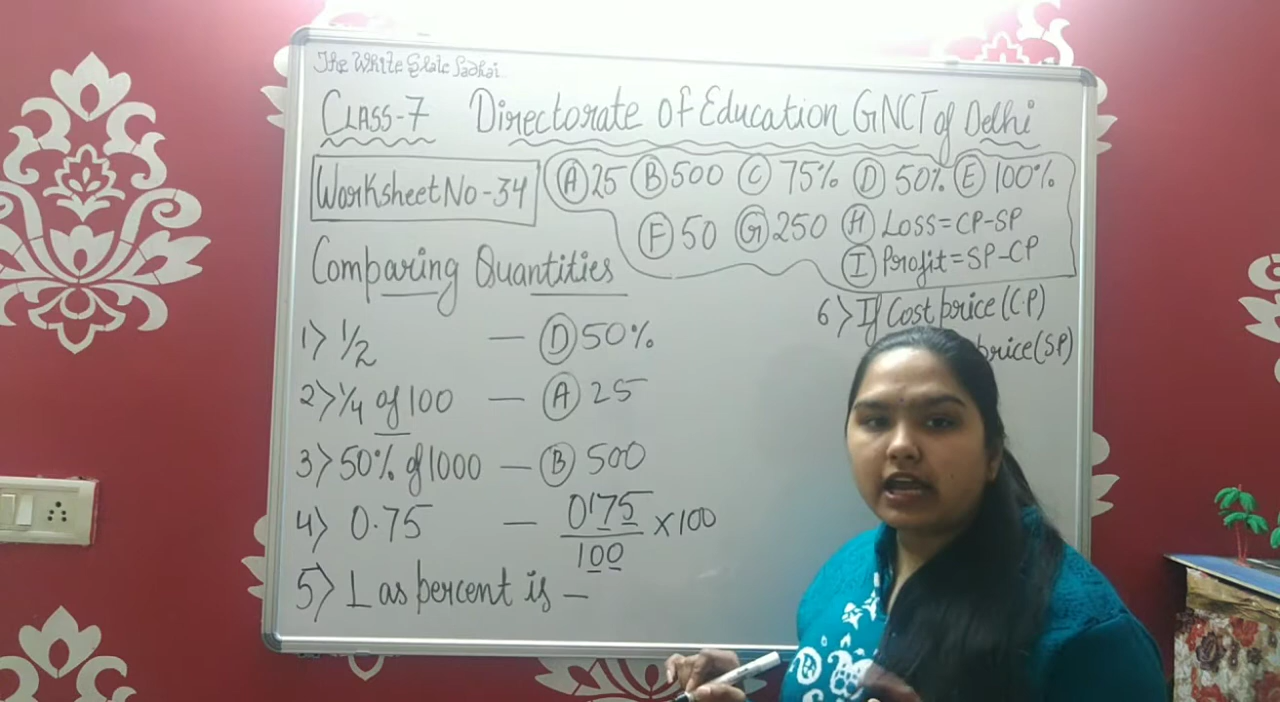 The White Slate Padhai
CLASS-7 Directorate of Education GNCT of Delhi
Worksheet No-34
Ⓐ 25 Ⓑ 500 Ⓒ 75% Ⓓ 50% Ⓔ 100%
Ⓕ 50 Ⓖ 250 Ⓗ Loss=CP-SP
Ⓘ Profit=SP-CP
Comparing Quantities
1> 1/2 — Ⓓ 50%
2> 1/4 of 100 — Ⓐ 25
3> 50% of 1000 — Ⓑ 500
4> 0.75 — 0'75/100 x100
5> 1 as percent is —
6> If Cost price (C.P)
price (SP)